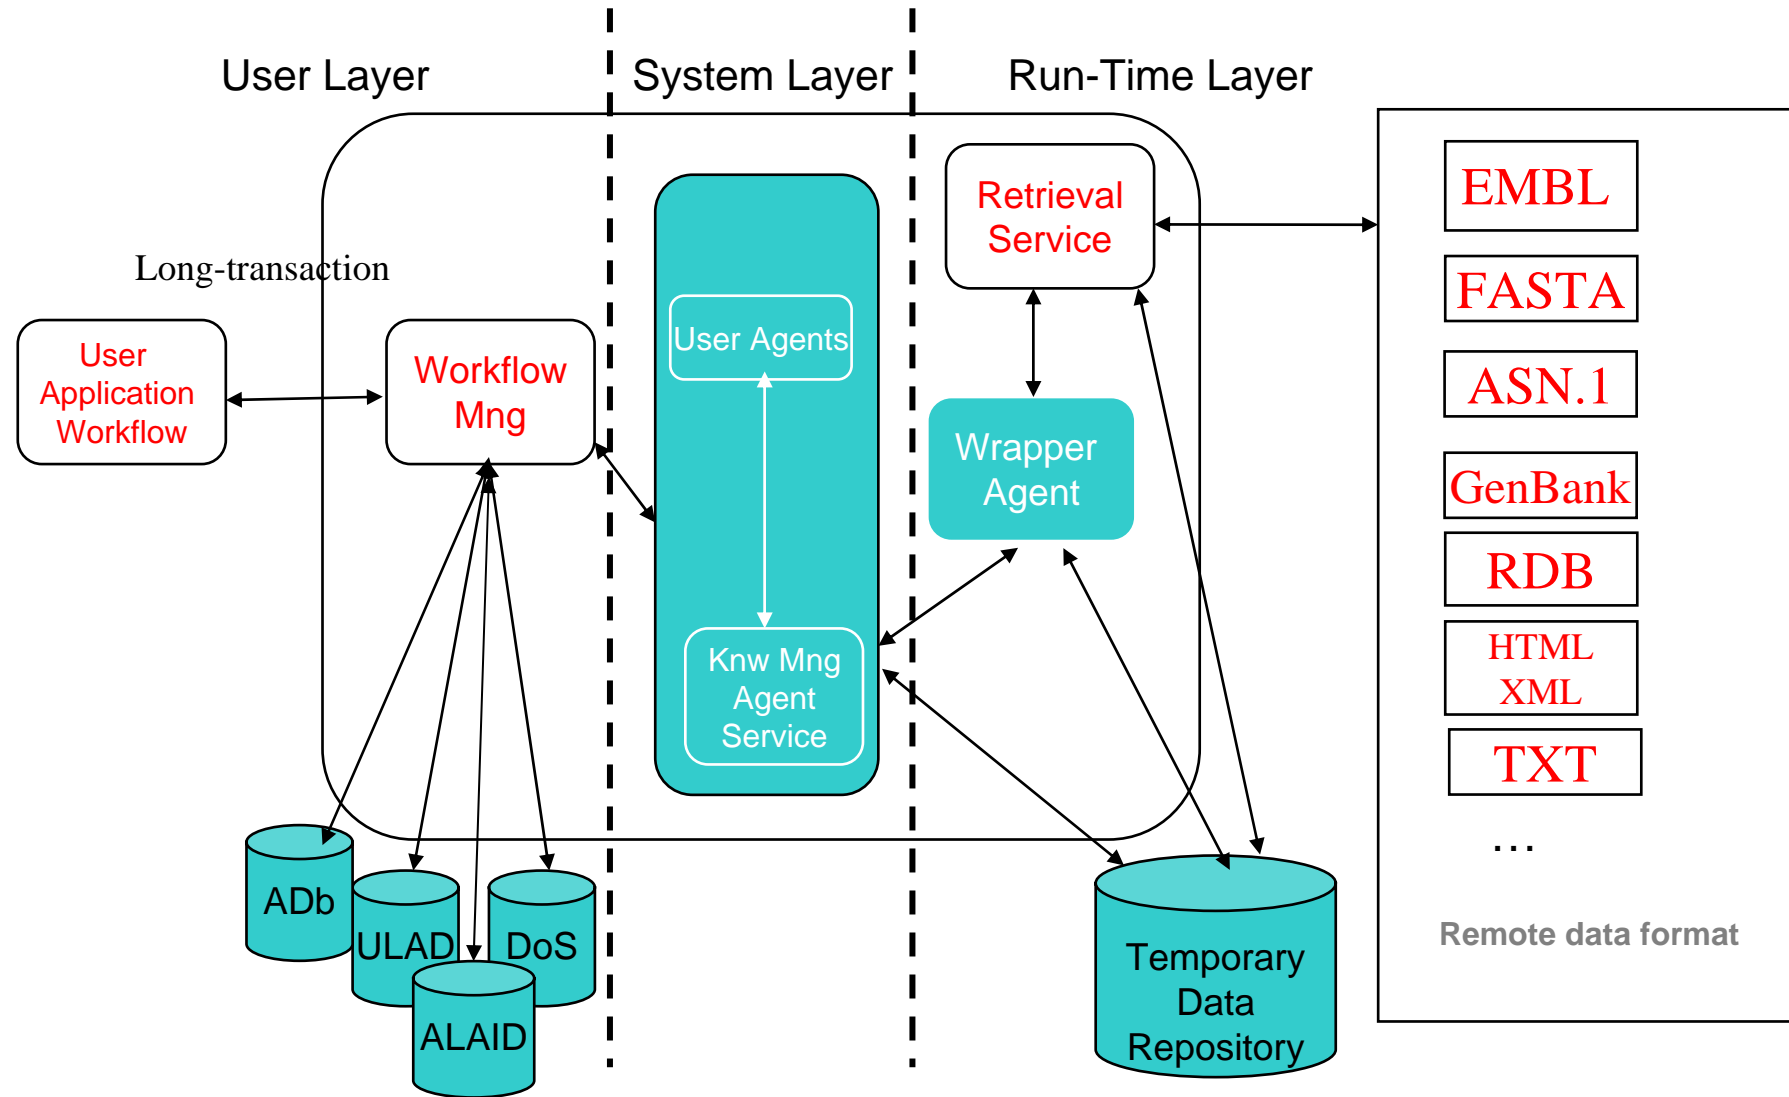 User Layer
System Layer
Run-Time Layer
Long-transaction
User
Application
Workflow
Workflow
Mng
User Agents
Knw Mng
Agent
Service
Retrieval
Service
Wrapper
Agent
ADb
ULAD
DoS
ALAID
Temporary
Data
Repository
EMBL
FASTA
ASN.1
GenBank
RDB
HTML
XML
TXT
...
Remote data format